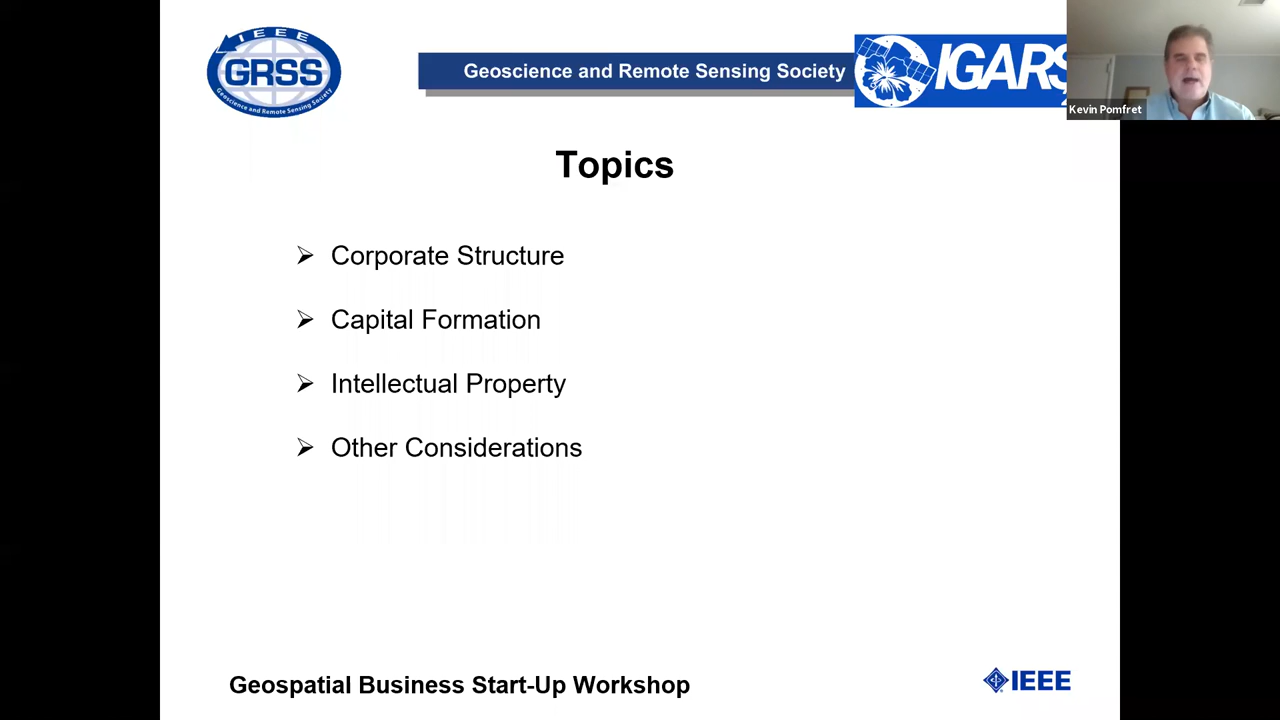 IEEE
GRSS
Geoscience and Remote Sensing Society
Geoscience and Remote Sensing Society
IGARS
Kevin Pomfret
Topics
Corporate Structure
Capital Formation
Intellectual Property
Other Considerations
Geospatial Business Start-Up Workshop
IEEE